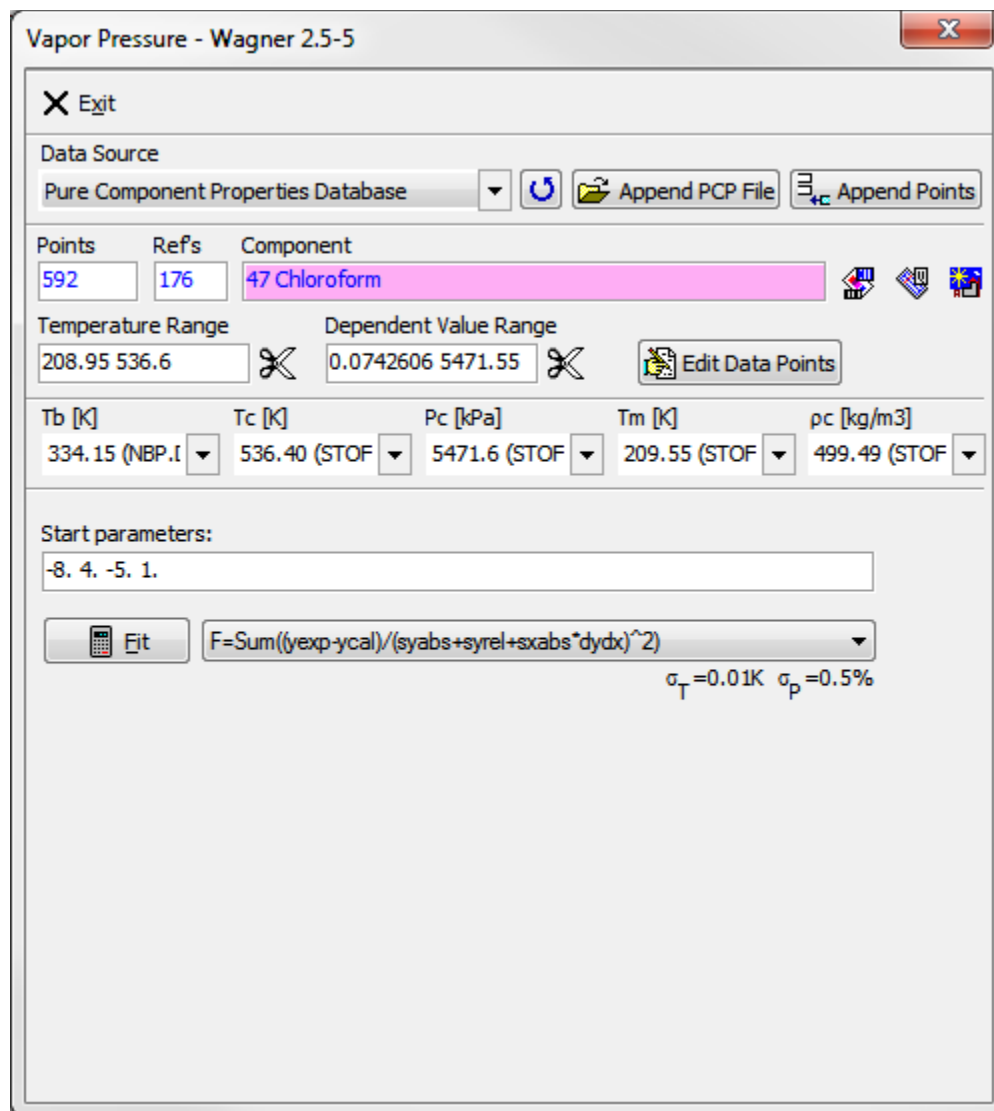 Vapor Pressure - Wagner 2.5-5
Exit
Data Source
Pure Component Properties Database Append PCP File Append Points
Points Ref's Component
592 176 47 Chloroform
Temperature Range Dependent Value Range
208.95 536.6 0.0742606 5471.55 Edit Data Points
Tb [K] Tc [K] Pc [kPa] Tm [K] ρc [kg/m3]
334.15 (NBP.[ 536.40 (STOF 5471.6 (STOF 209.55 (STOF 499.49 (STOF
Start parameters:
-8. 4. -5. 1.
Fit F=Sum((yexp-ycal)/(syabs+syrel+sxabs*dydx)^2)
σT=0.01K σp=0.5%